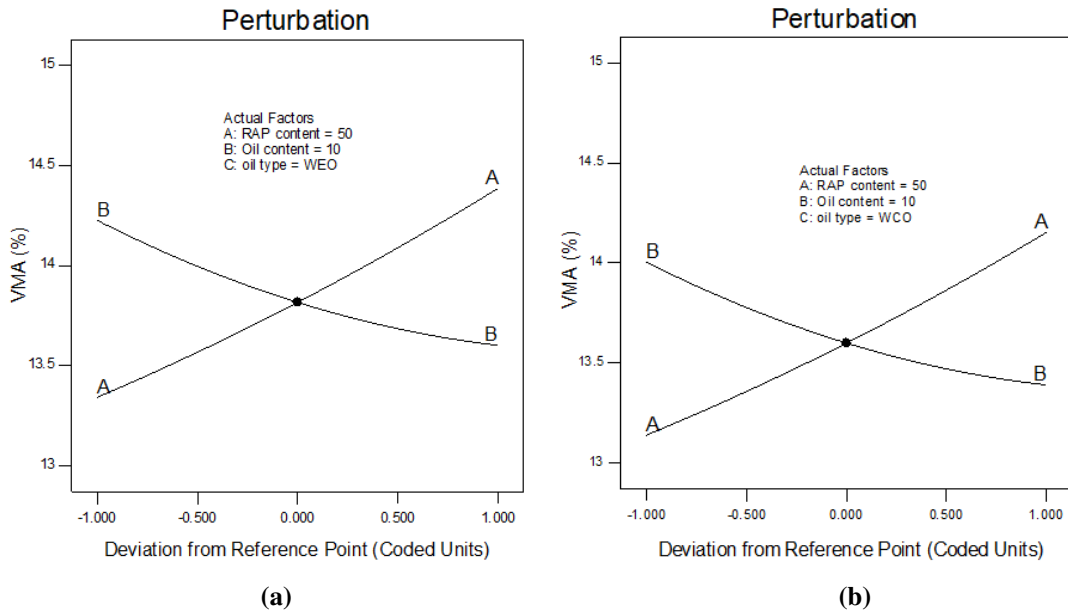 Perturbation
15
14.5
14
13.5
13
VMA (%)
Actual Factors
A: RAP content = 50
B: Oil content = 10
C: oil type = WEO
B
A
A
B
-1.000
-0.500
0.000
0.500
1.000
Deviation from Reference Point (Coded Units)
(a)
Perturbation
15
14.5
14
13.5
13
VMA (%)
Actual Factors
A: RAP content = 50
B: Oil content = 10
C: oil type = WCO
B
A
A
B
-1.000
-0.500
0.000
0.500
1.000
Deviation from Reference Point (Coded Units)
(b)